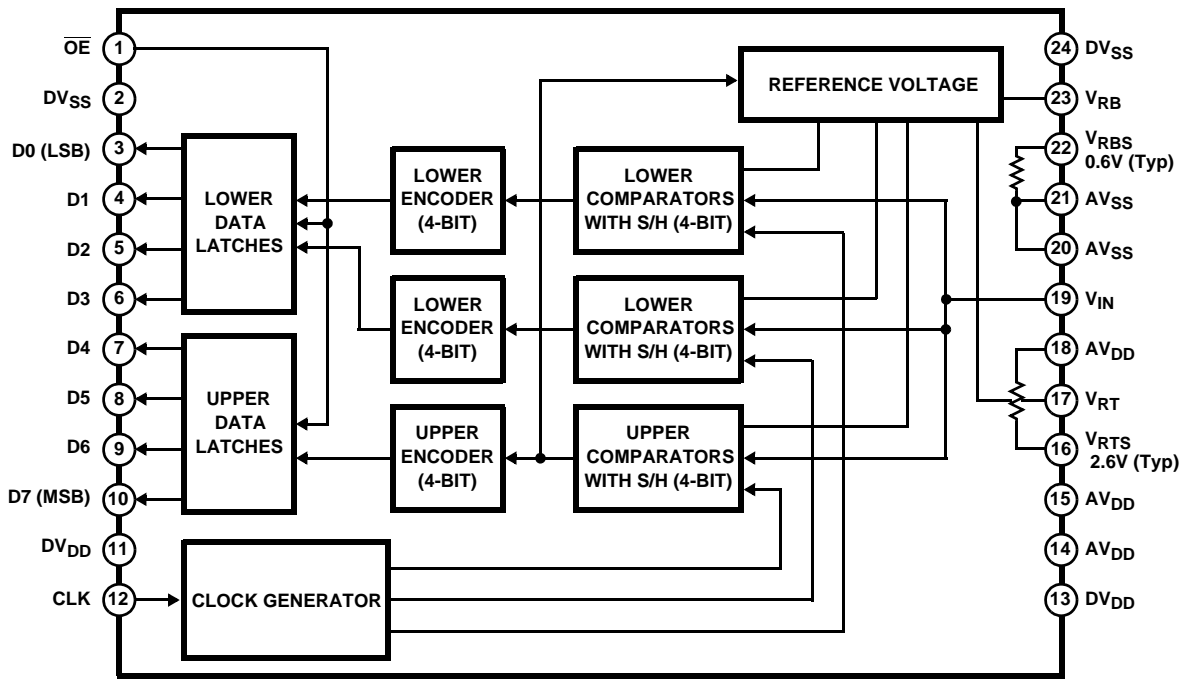 OE
1
DVSS
2
D0 (LSB)
3
D1
4
D2
5
D3
6
D4
7
D5
8
D6
9
D7 (MSB)
10
DVDD
11
CLK
12
LOWER
DATA
LATCHES
UPPER
DATA
LATCHES
CLOCK GENERATOR
LOWER
ENCODER
(4-BIT)
LOWER
ENCODER
(4-BIT)
UPPER
ENCODER
(4-BIT)
LOWER
COMPARATORS
WITH S/H (4-BIT)
LOWER
COMPARATORS
WITH S/H (4-BIT)
UPPER
COMPARATORS
WITH S/H (4-BIT)
REFERENCE VOLTAGE
24
DVSS
23
VRB
22
VRBS
0.6V (Typ)
21
AVSS
20
AVSS
19
VIN
18
AVDD
17
VRT
16
VRTS
2.6V (Typ)
15
AVDD
14
AVDD
13
DVDD